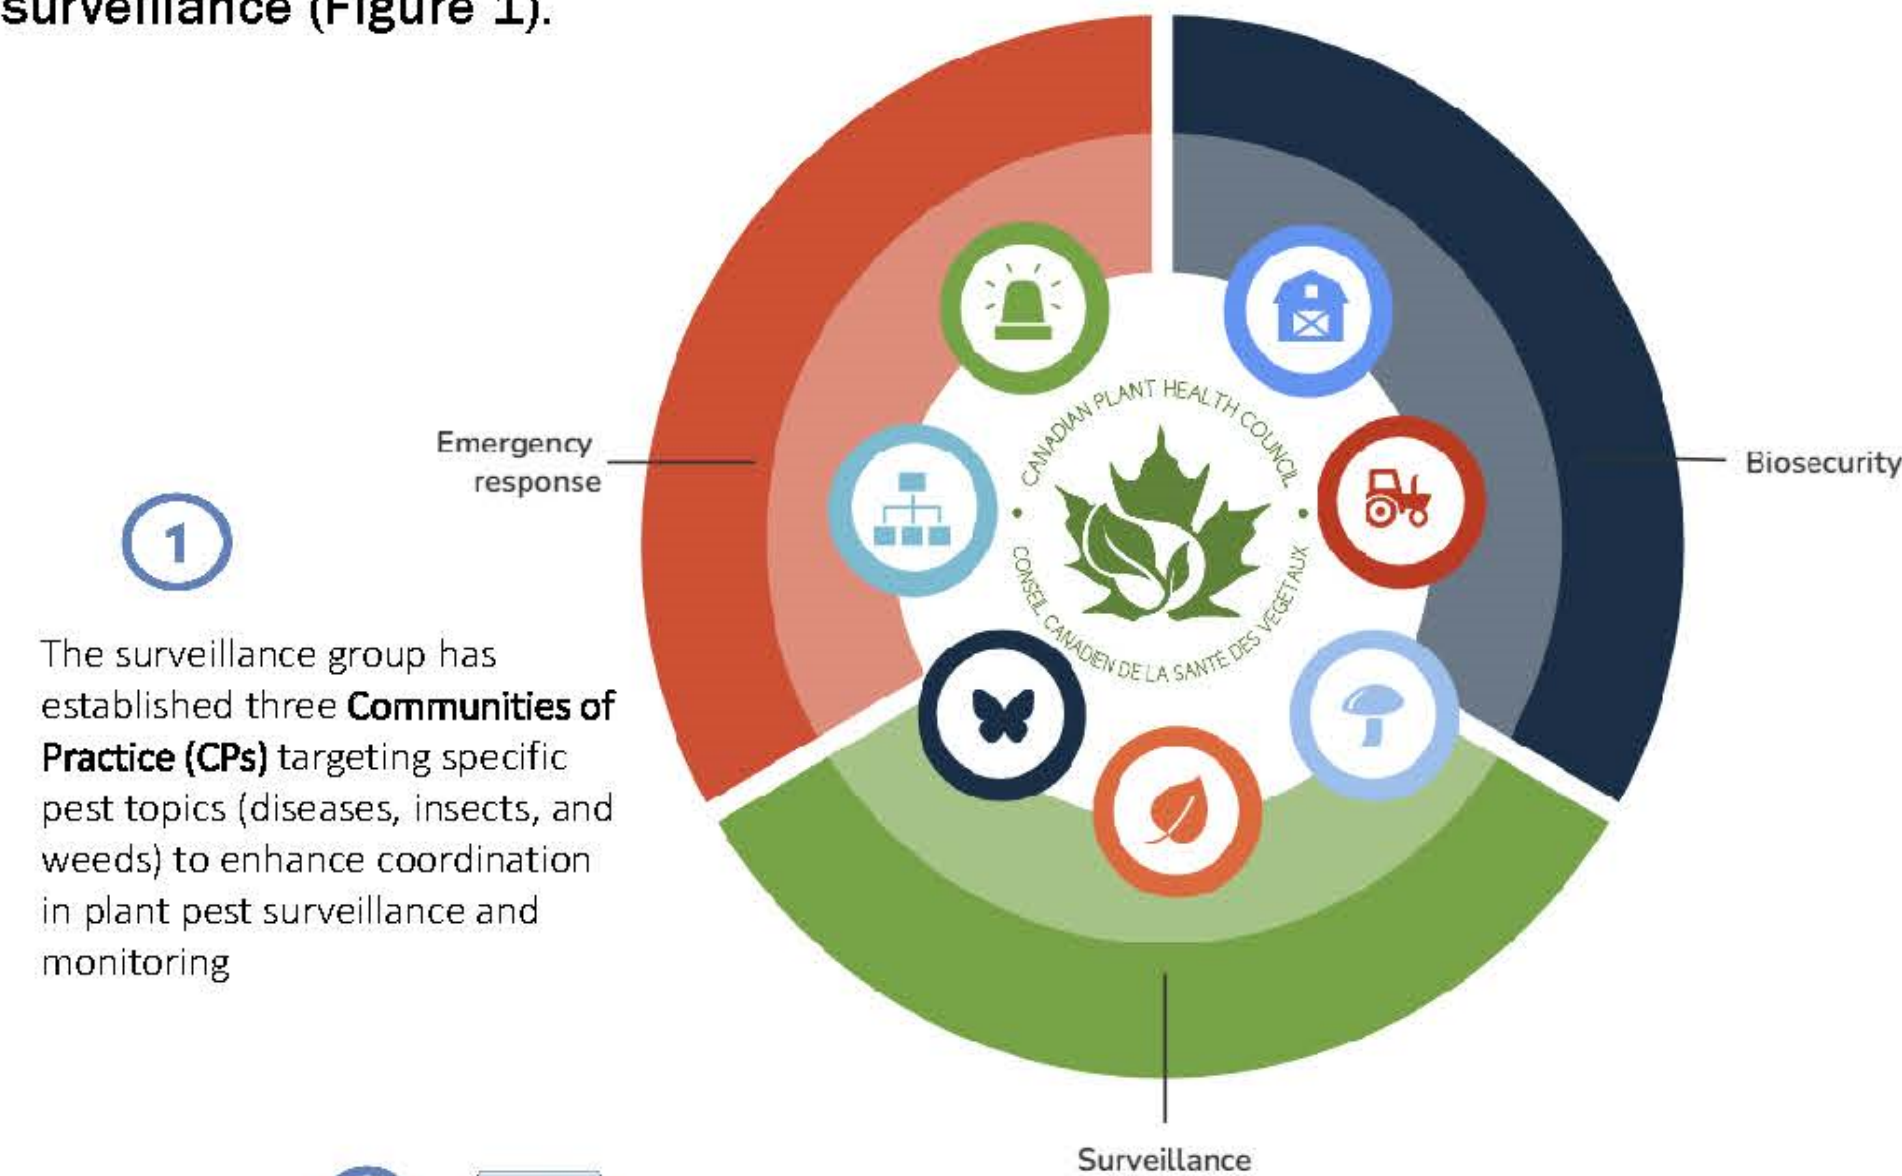 surveillance (Figure 1).
Emergency
response
Biosecurity
CANADIAN PLANT HEALTH COUNCIL
CONSEIL CANADIEN DE LA SANTÉ DES VÉGÉTAUX
1
The surveillance group has
established three Communities of
Practice (CPs) targeting specific
pest topics (diseases, insects, and
weeds) to enhance coordination
in plant pest surveillance and
monitoring
Surveillance